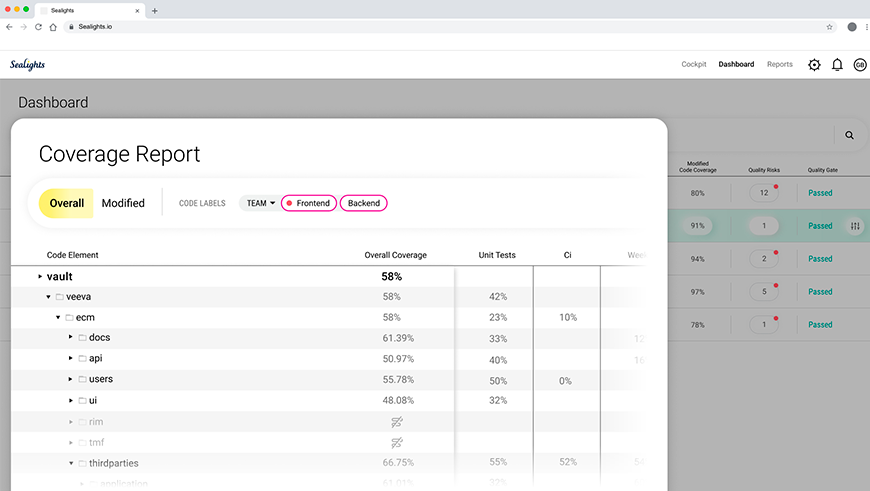 Sealights
Sealights.io
Sealights
Cockpit Dashboard Reports GB
Dashboard
Coverage Report
Overall Modified CODE LABELS TEAM Frontend Backend
Modified Code Coverage Quality Risks Quality Gate
80% 12 Passed
91% 1 Passed
94% 2 Passed
97% 5 Passed
78% 1 Passed
Code Element Overall Coverage Unit Tests Ci
vault 58%
veeva 58% 42%
ecm 58% 23% 10%
docs 61.39% 33% 12
api 50.97% 40% 16
users 55.78% 50% 0%
ui 48.08% 32%
rim
tmf
thirdparties 66.75% 55% 52% 54
application 61.01% 32%